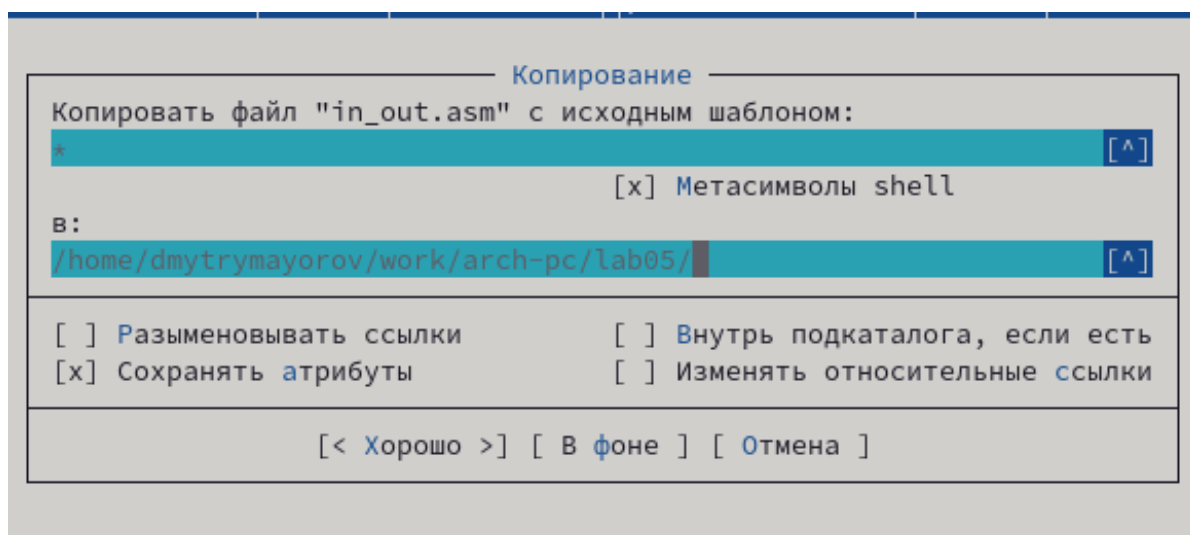 Копирование
Копировать файл "in_out.asm" с исходным шаблоном:
* [^]
[x] Метасимволы shell
в:
/home/dmytrymayorov/work/arch-pc/lab05/ [^]
[ ] Разыменовывать ссылки [ ] Внутрь подкаталога, если есть
[x] Сохранять атрибуты [ ] Изменять относительные ссылки
[< Хорошо >] [ В фоне ] [ Отмена ]